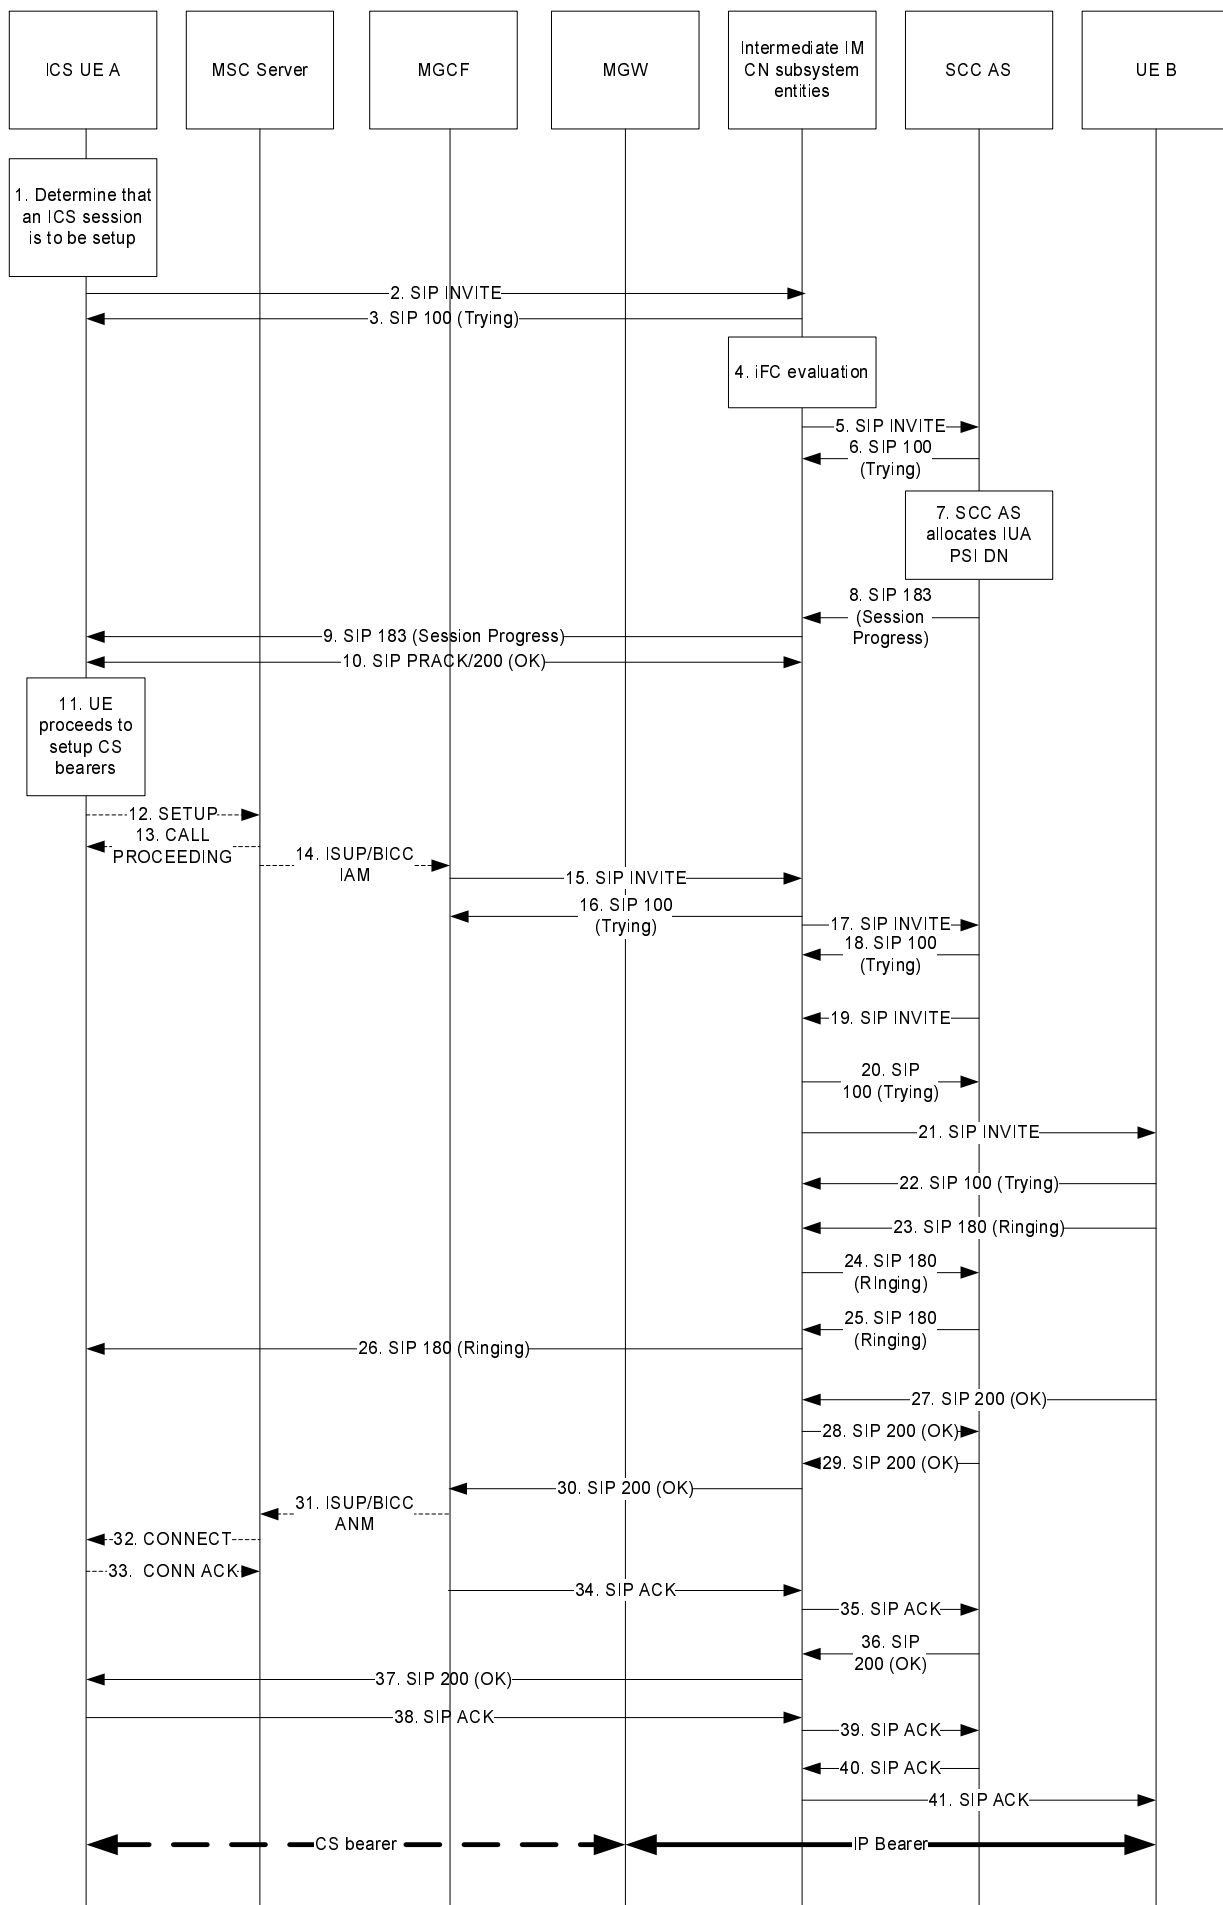 ICS UE A
MSC Server
MGCF
MGW
Intermediate IM
CN subsystem
entities
SCC AS
UE B
1. Determine that
an ICS session
is to be setup
2. SIP INVITE
3. SIP 100 (Trying)
4. iFC evaluation
5. SIP INVITE
6. SIP 100
(Trying)
7. SCC AS
allocates IUA
PSI DN
8. SIP 183
(Session
Progress)
9. SIP 183 (Session Progress)
10. SIP PRACK/200 (OK)
11. UE
proceeds to
setup CS
bearers
12. SETUP
13. CALL
PROCEEDING
14. ISUP/BICC
IAM
15. SIP INVITE
16. SIP 100
(Trying)
17. SIP INVITE
18. SIP 100
(Trying)
19. SIP INVITE
20. SIP
100 (Trying)
21. SIP INVITE
22. SIP 100 (Trying)
23. SIP 180 (Ringing)
24. SIP 180
(RInging)
25. SIP 180
(Ringing)
26. SIP 180 (Ringing)
27. SIP 200 (OK)
28. SIP 200 (OK)
29. SIP 200 (OK)
30. SIP 200 (OK)
31. ISUP/BICC
ANM
32. CONNECT
33. CONN ACK
34. SIP ACK
35. SIP ACK
36. SIP
200 (OK)
37. SIP 200 (OK)
38. SIP ACK
39. SIP ACK
40. SIP ACK
41. SIP ACK
CS bearer
IP Bearer